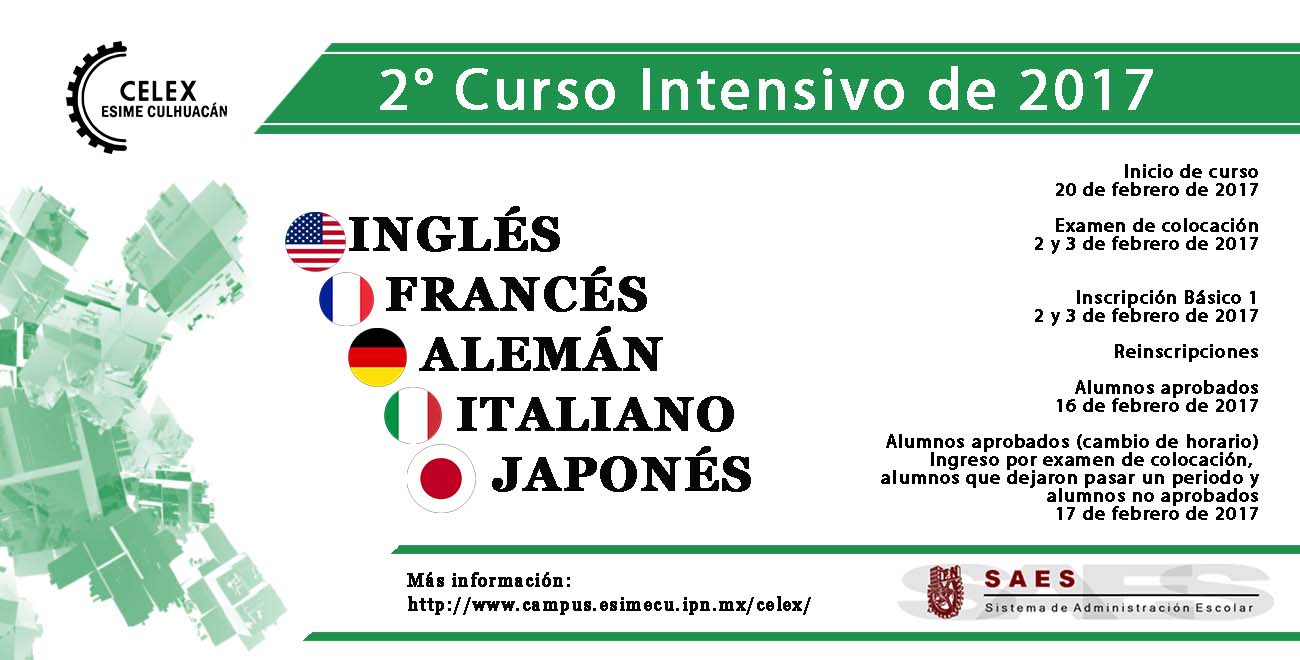 CELEX
ESIME CULHUACÁN
2° Curso Intensivo de 2017
INGLÉS
FRANCÉS
ALEMÁN
ITALIANO
JAPONÉS
Inicio de curso
20 de febrero de 2017
Examen de colocación
2 y 3 de febrero de 2017
Inscripción Básico 1
2 y 3 de febrero de 2017
Reinscripciones
Alumnos aprobados
16 de febrero de 2017
Alumnos aprobados (cambio de horario)
Ingreso por examen de colocación,
alumnos que dejaron pasar un periodo y
alumnos no aprobados
17 de febrero de 2017
Más información:
http://www.campus.esimecu.ipn.mx/celex/
SAES
I.P.N.
SAES
Sistema de Administración Escolar